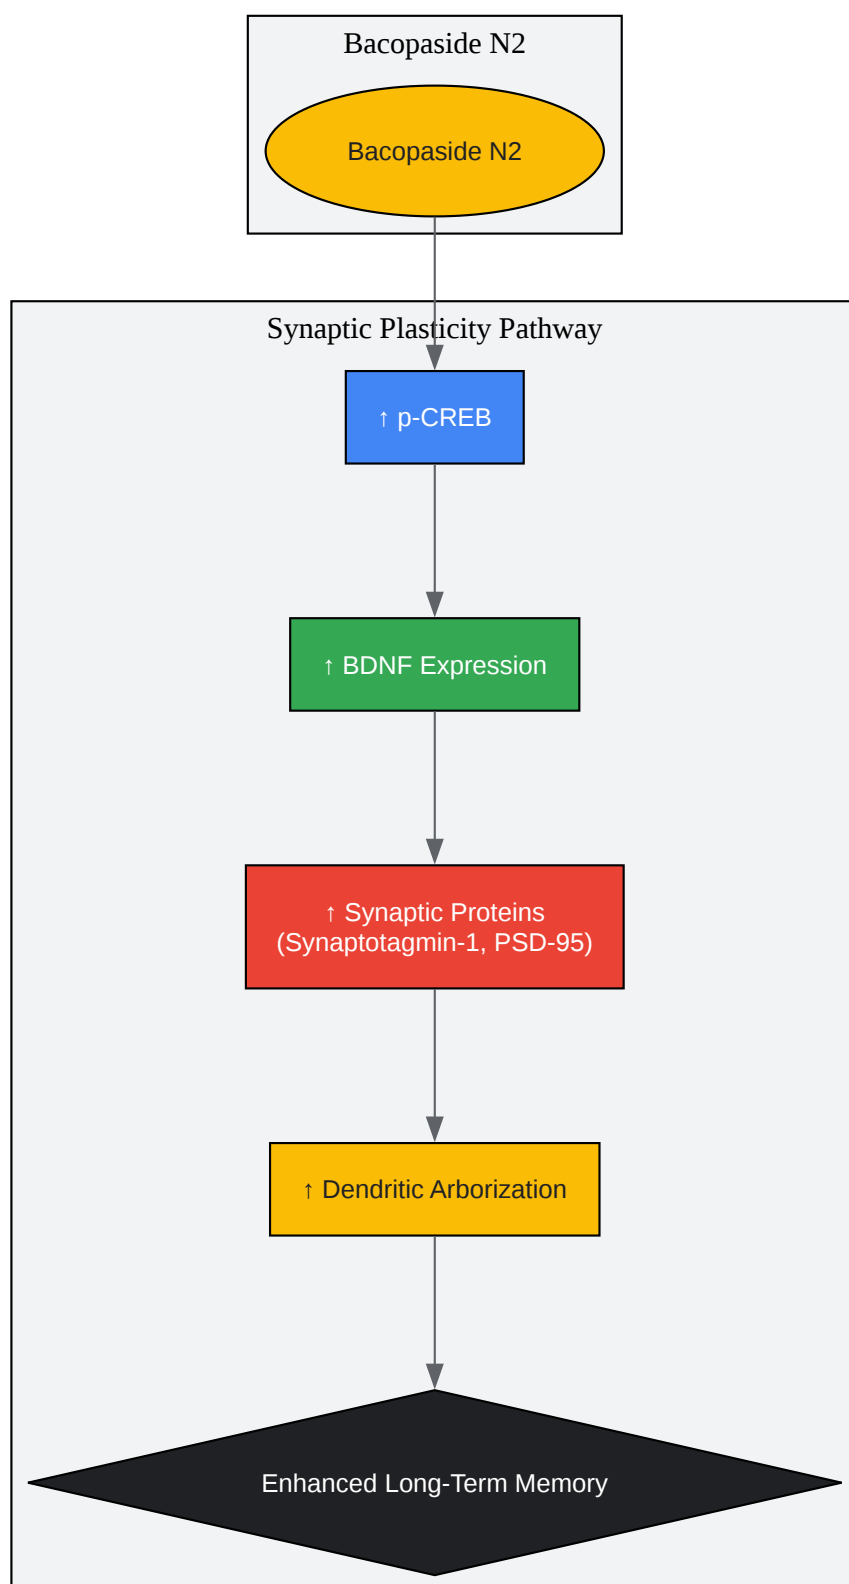 Bacopaside N2
Bacopaside N2
Synaptic Plasticity Pathway
↑ p-CREB
↑ BDNF Expression
↑ Synaptic Proteins
(Synaptotagmin-1, PSD-95)
↑ Dendritic Arborization
Enhanced Long-Term Memory